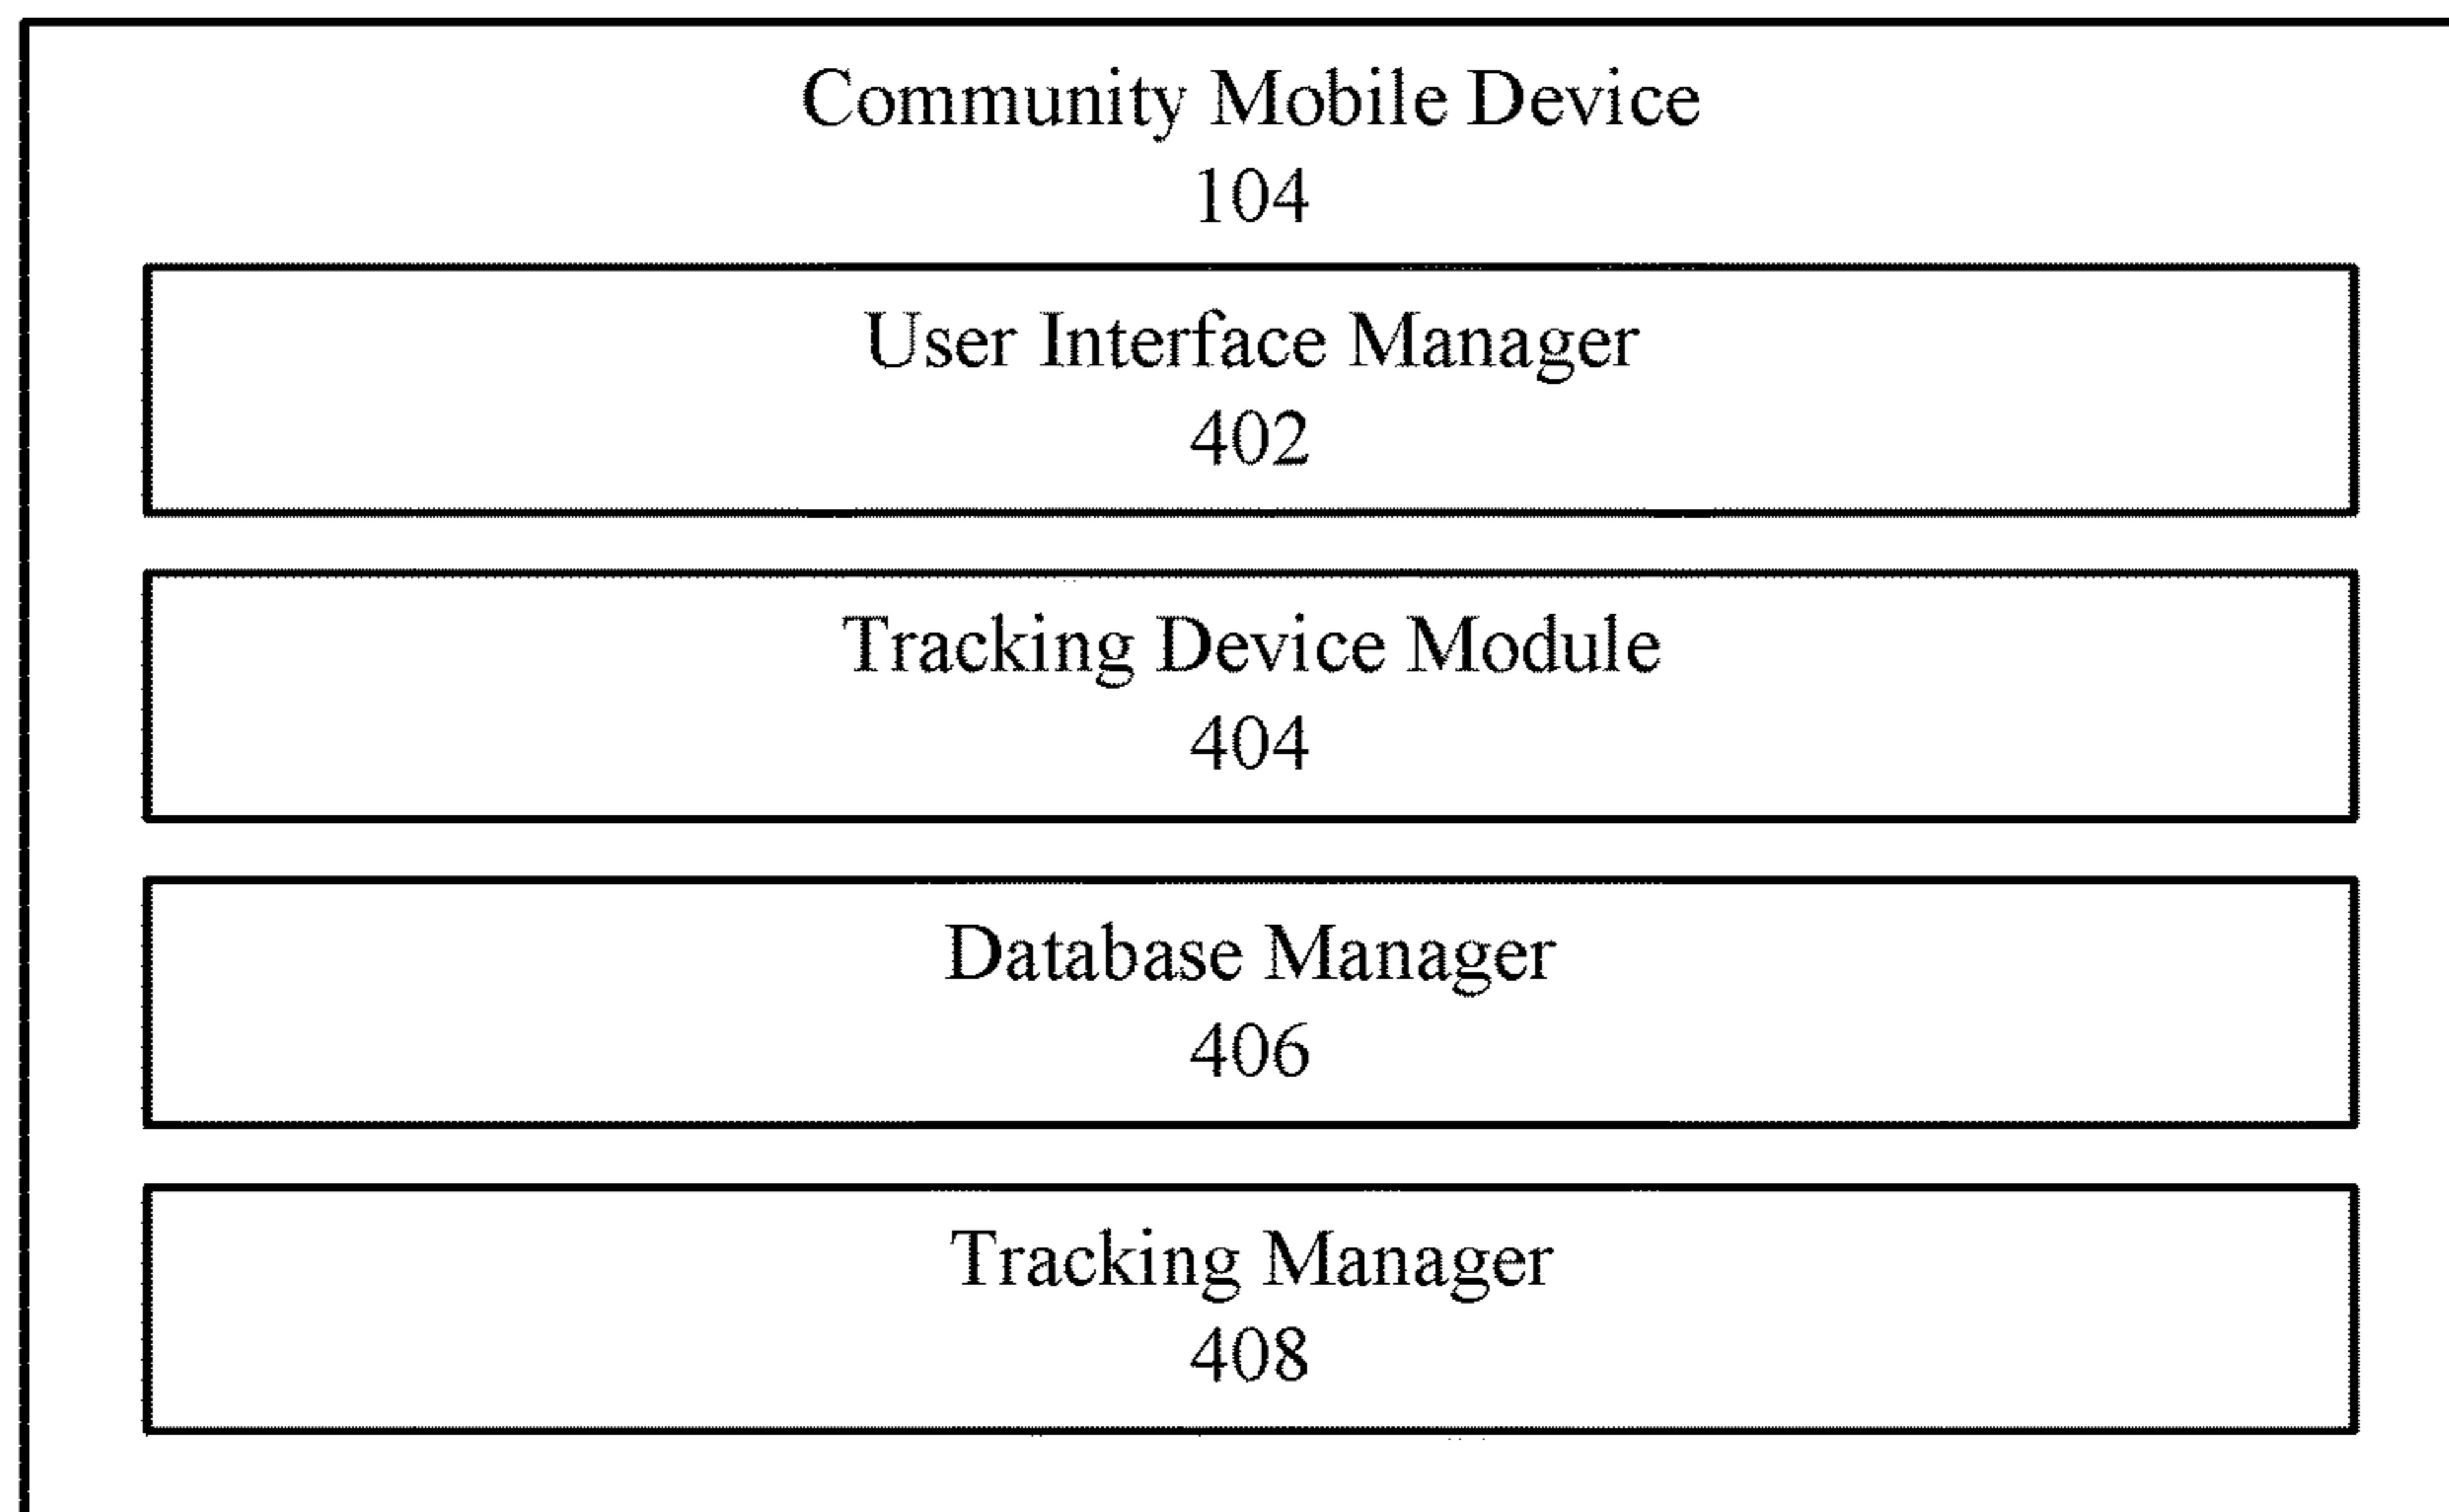 Community Mobile Device
104
User Interface Manager
402
Tracking Device Module
404
Database Manager
406
Tracking Manager
408